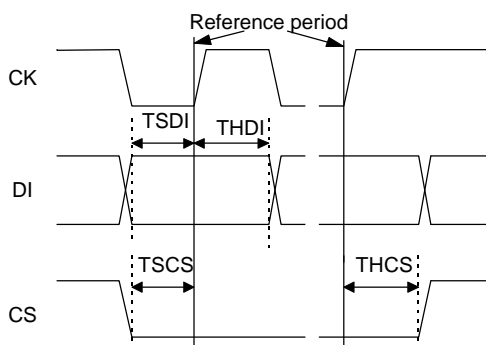 Reference period
CK
TSDI
THDI
DI
TSCS
THCS
CS